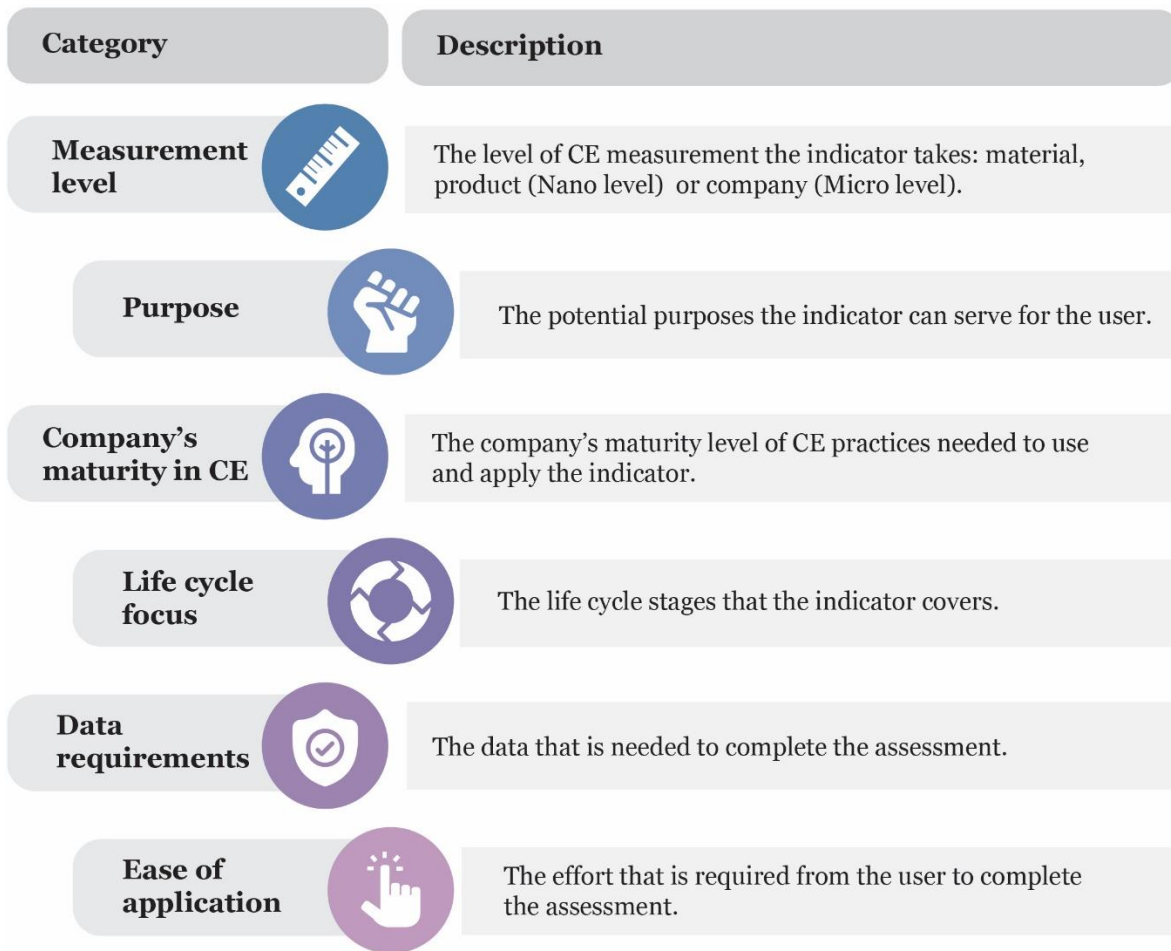 Category
Description
Measurement
level
The level of CE measurement the indicator takes: material,
product (Nano level) or company (Micro level).
Purpose
The potential purposes the indicator can serve for the user.
Company’s
maturity in CE
The company’s maturity level of CE practices needed to use
and apply the indicator.
Life cycle
focus
The life cycle stages that the indicator covers.
Data
requirements
The data that is needed to complete the assessment.
Ease of
application
The effort that is required from the user to complete
the assessment.